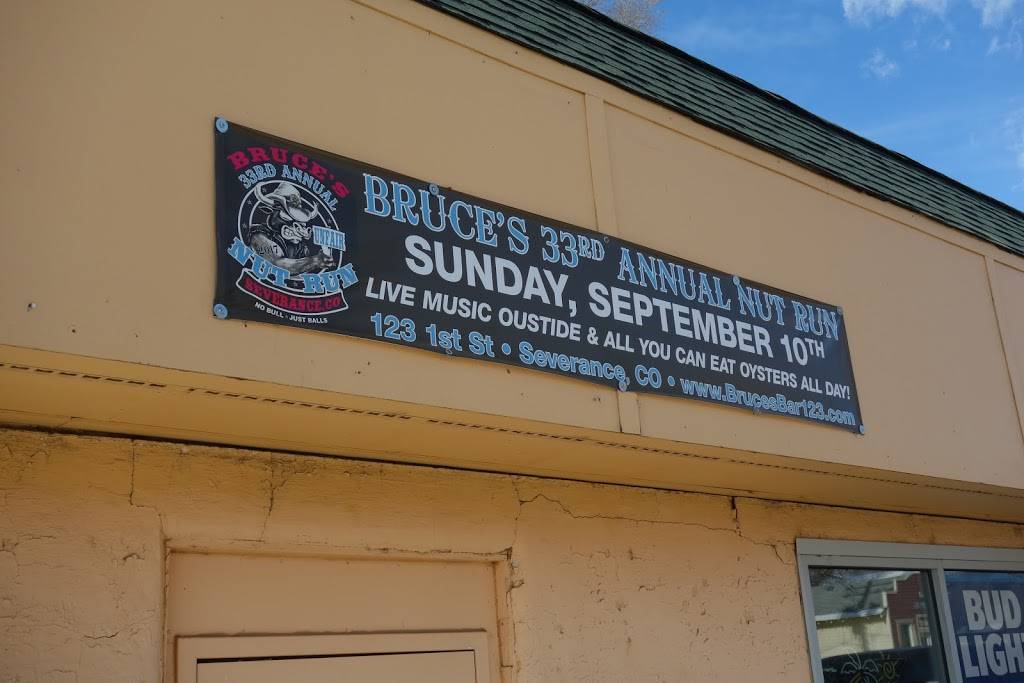 BRUCE'S
33RD ANNUAL
UNFAIR
2017
NUT RUN
SEVERANCE, CO
NO BULL - JUST BALLS
BRUCE'S 33RD ANNUAL NUT RUN
SUNDAY, SEPTEMBER 10TH
LIVE MUSIC OUSTIDE & ALL YOU CAN EAT OYSTERS ALL DAY!
123 1st St • Severance, CO • www.BrucesBar123.com
BUD
LIGH